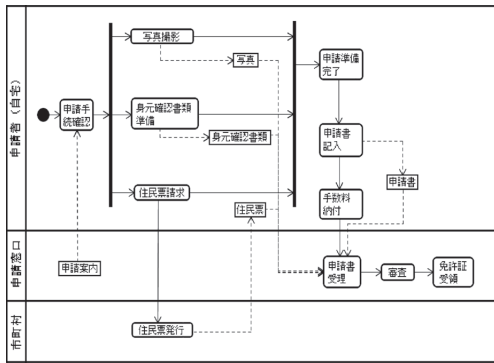 申請者（自宅）
申請窓口
市町村
申請手
続確認
写真撮影
写真
身元確認書類
準備
身元確認書類
住民票請求
住民票
申請準備
完了
申請書
記入
申請書
手数料
納付
申請案内
申請書
受理
審査
免許証
受領
住民票発行